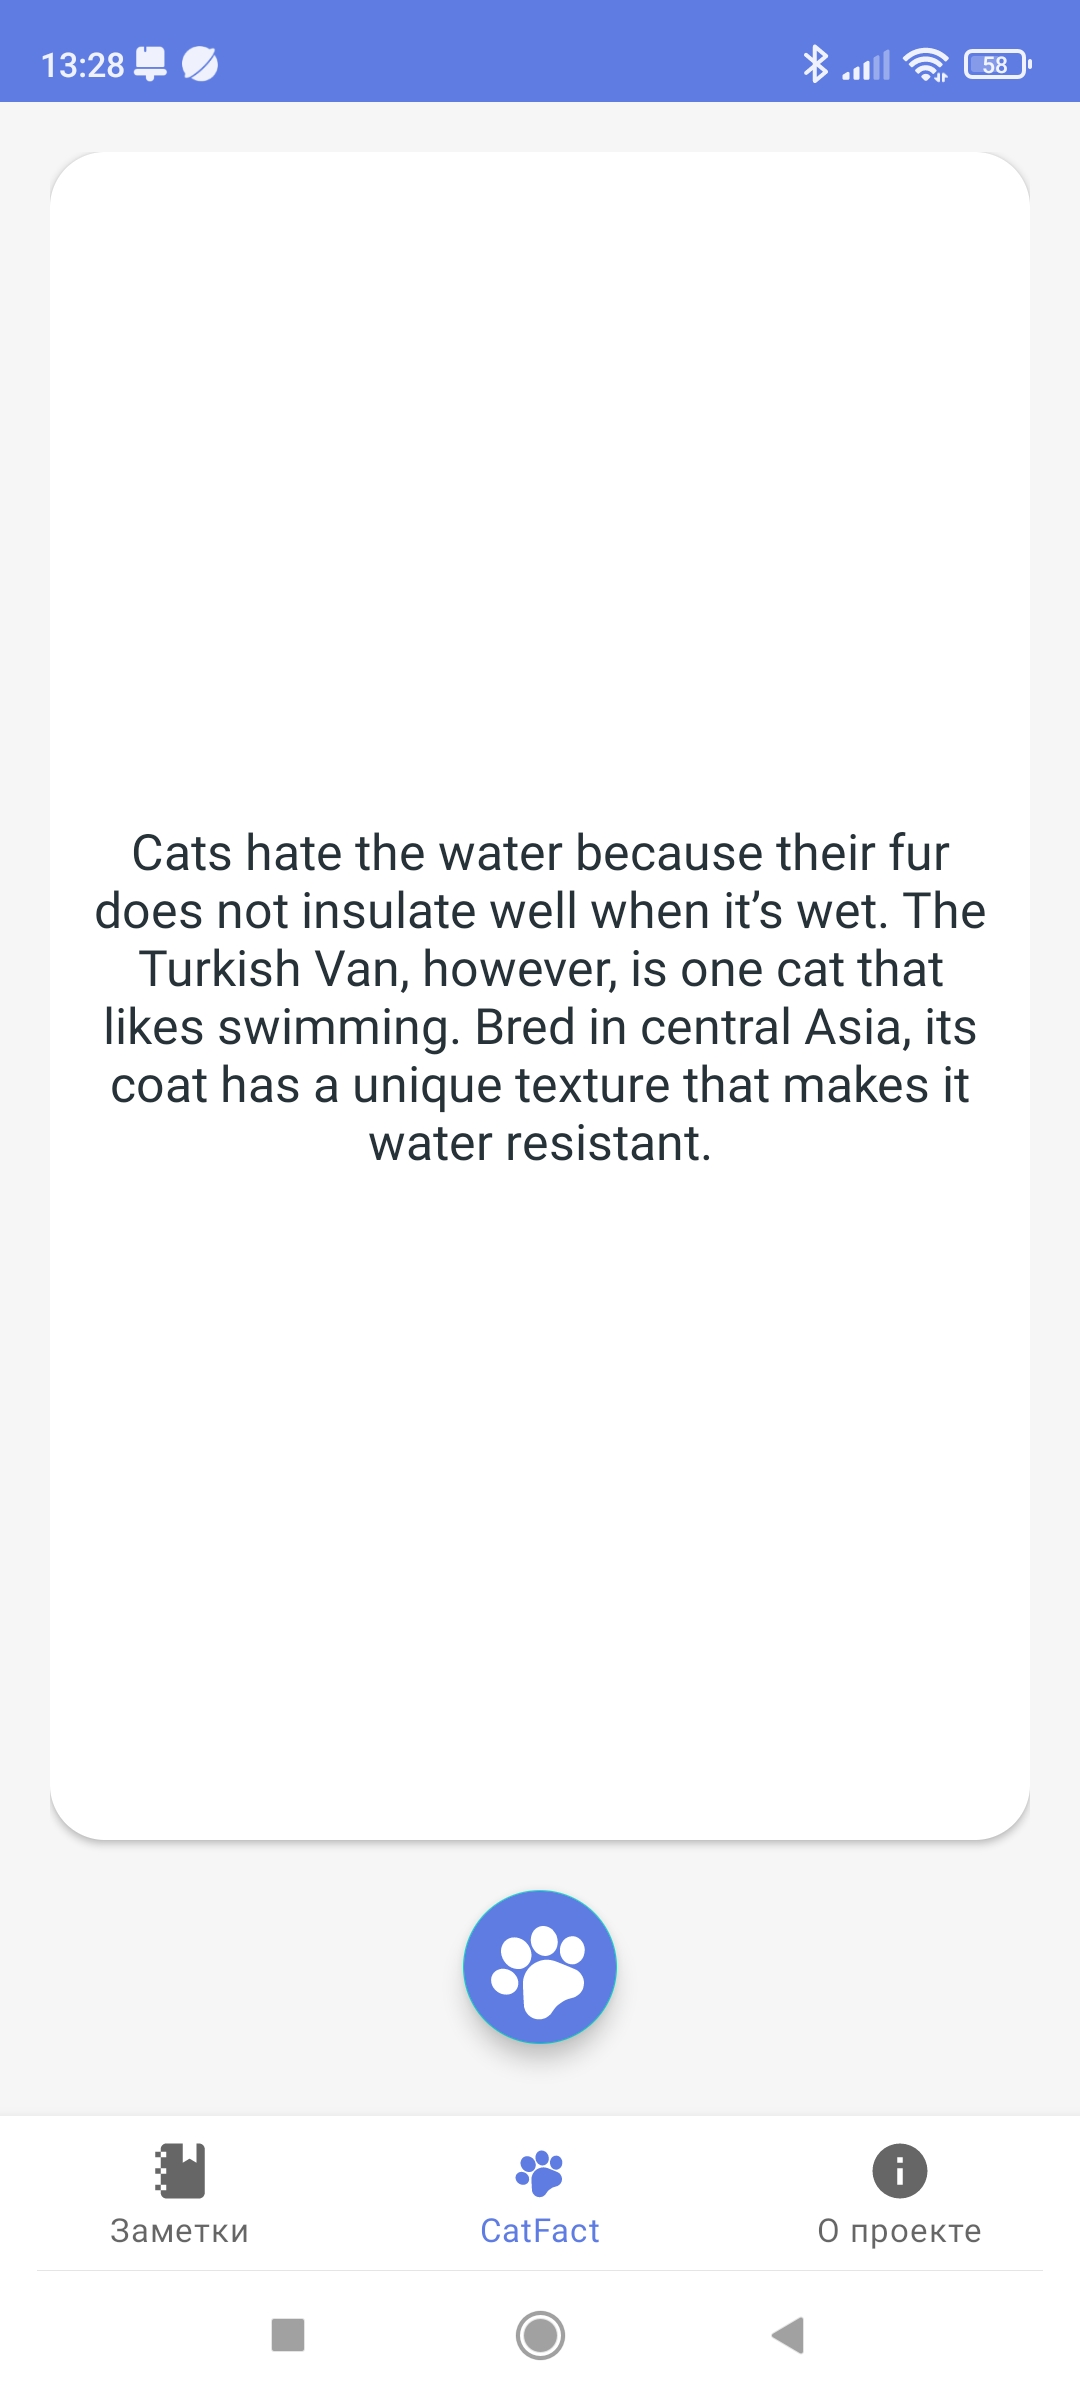 13:28
58
Cats hate the water because their fur
does not insulate well when it’s wet. The
Turkish Van, however, is one cat that
likes swimming. Bred in central Asia, its
coat has a unique texture that makes it
water resistant.
Заметки
CatFact
О проекте